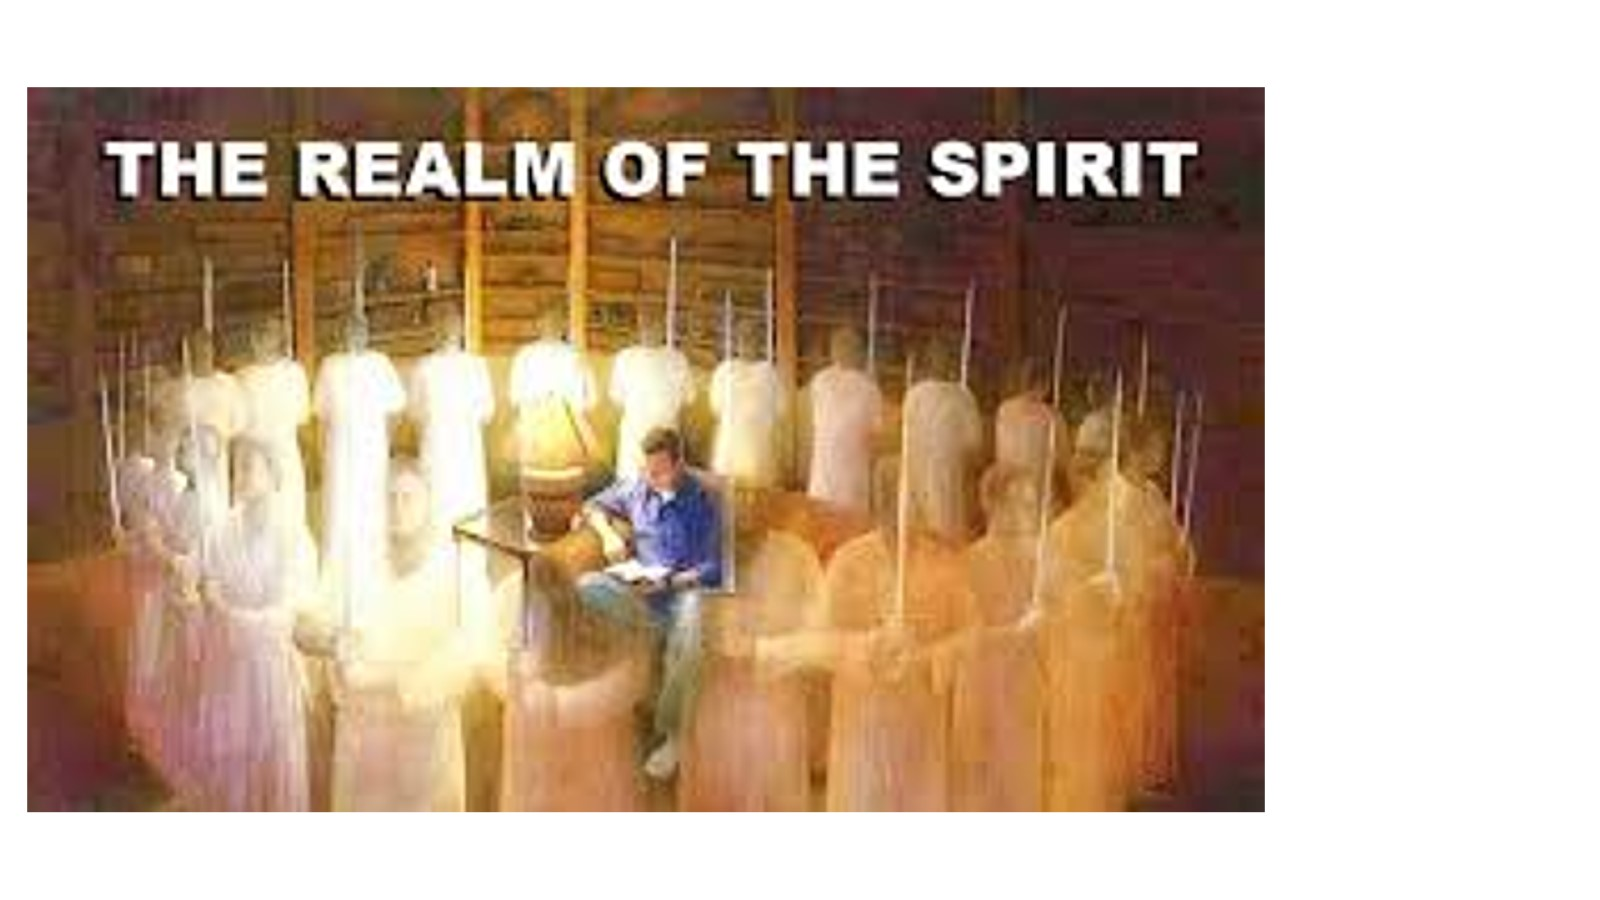 THE REALM OF THE SPIRIT